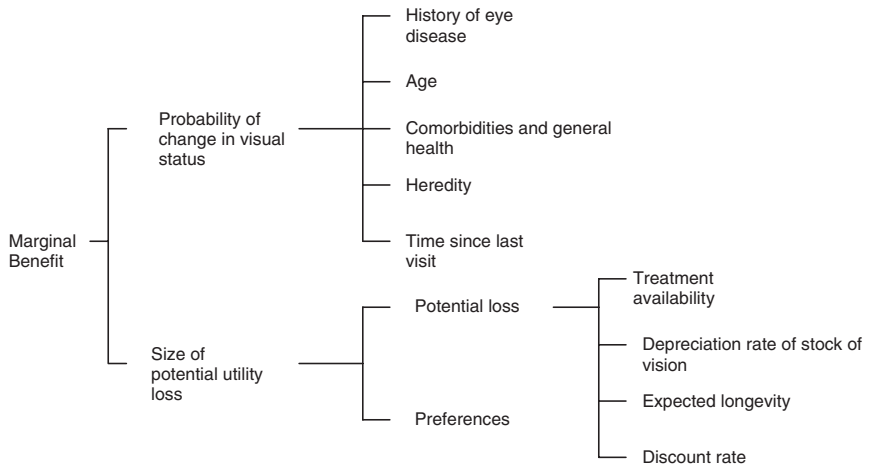 History of eye
disease
Age
Probability of
change in visual
status
Comorbidities and general
health
Heredity
Marginal
Benefit
Time since last
visit
Treatment
availability
Potential loss
Size of
potential utility
loss
Depreciation rate of stock of
vision
Expected longevity
Preferences
Discount rate